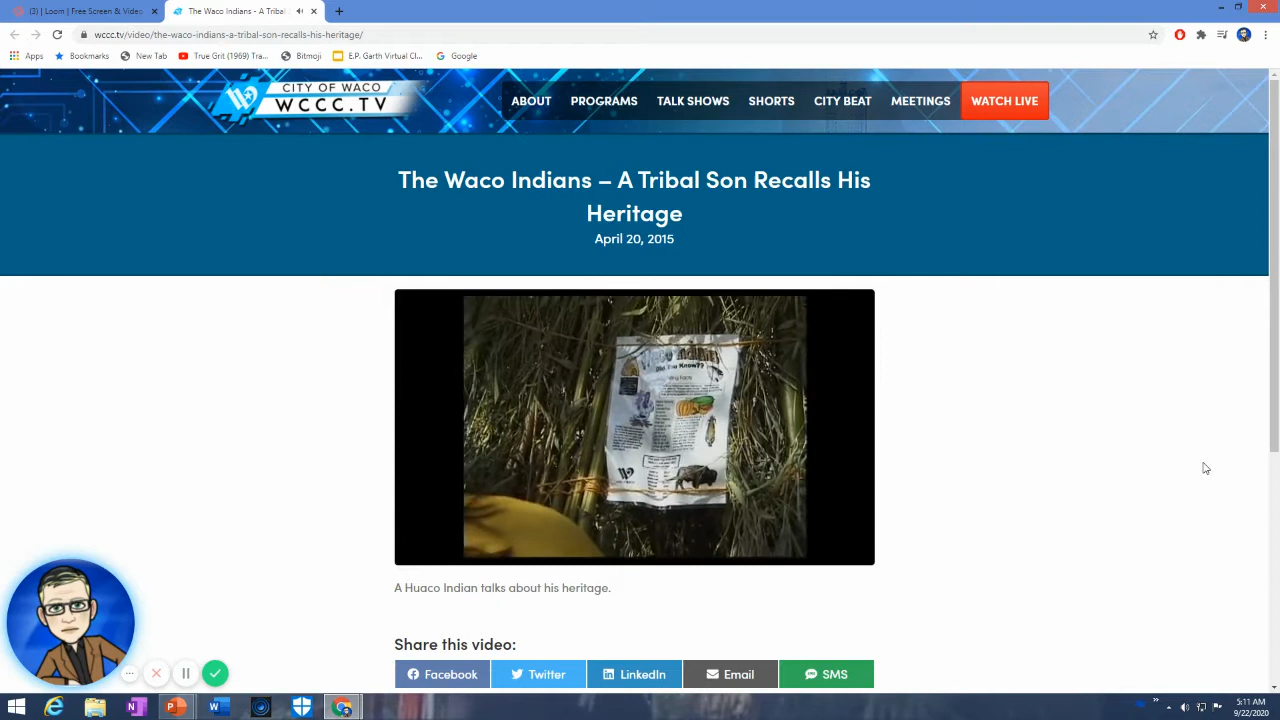 (3) | Loom | Free Screen & Video
The Waco Indians - A Tribal
wccc.tv/video/the-waco-indians-a-tribal-son-recalls-his-heritage/
Apps
Bookmarks
New Tab
True Grit (1969) Tra...
Bitmoji
E.P. Garth Virtual Cl...
Google
CITY OF WACO
WCCC.TV
ABOUT
PROGRAMS
TALK SHOWS
SHORTS
CITY BEAT
MEETINGS
WATCH LIVE
The Waco Indians – A Tribal Son Recalls His
Heritage
April 20, 2015
Waco Indians
Did You Know??
A Huaco Indian talks about his heritage.
Share this video:
Facebook
Twitter
LinkedIn
Email
SMS
5:11 AM
9/22/2020